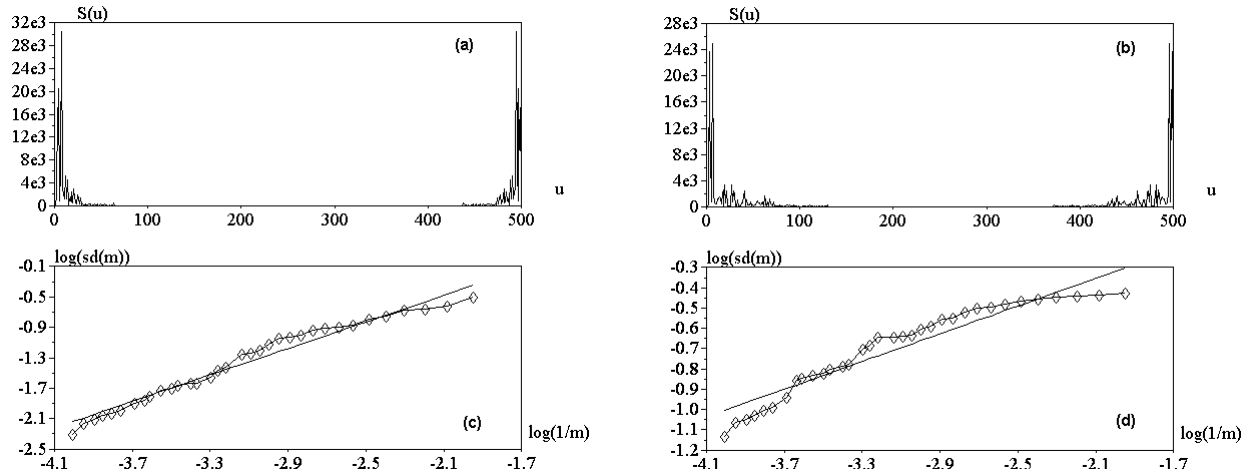 S(u)
32e3
28e3
24e3
20e3
16e3
12e3
8e3
4e3
0
(a)
0 100 200 300 400 500
u
S(u)
28e3
24e3
20e3
16e3
12e3
8e3
4e3
0
(b)
0 100 200 300 400 500
u
log(sd(m))
-0.1
-0.5
-0.9
-1.3
-1.7
-2.1
-2.5
(c)
-4.1 -3.7 -3.3 -2.9 -2.5 -2.1 -1.7
log(1/m)
log(sd(m))
-0.3
-0.4
-0.5
-0.6
-0.7
-0.8
-0.9
-1.0
-1.1
-1.2
(d)
-4.1 -3.7 -3.3 -2.9 -2.5 -2.1 -1.7
log(1/m)